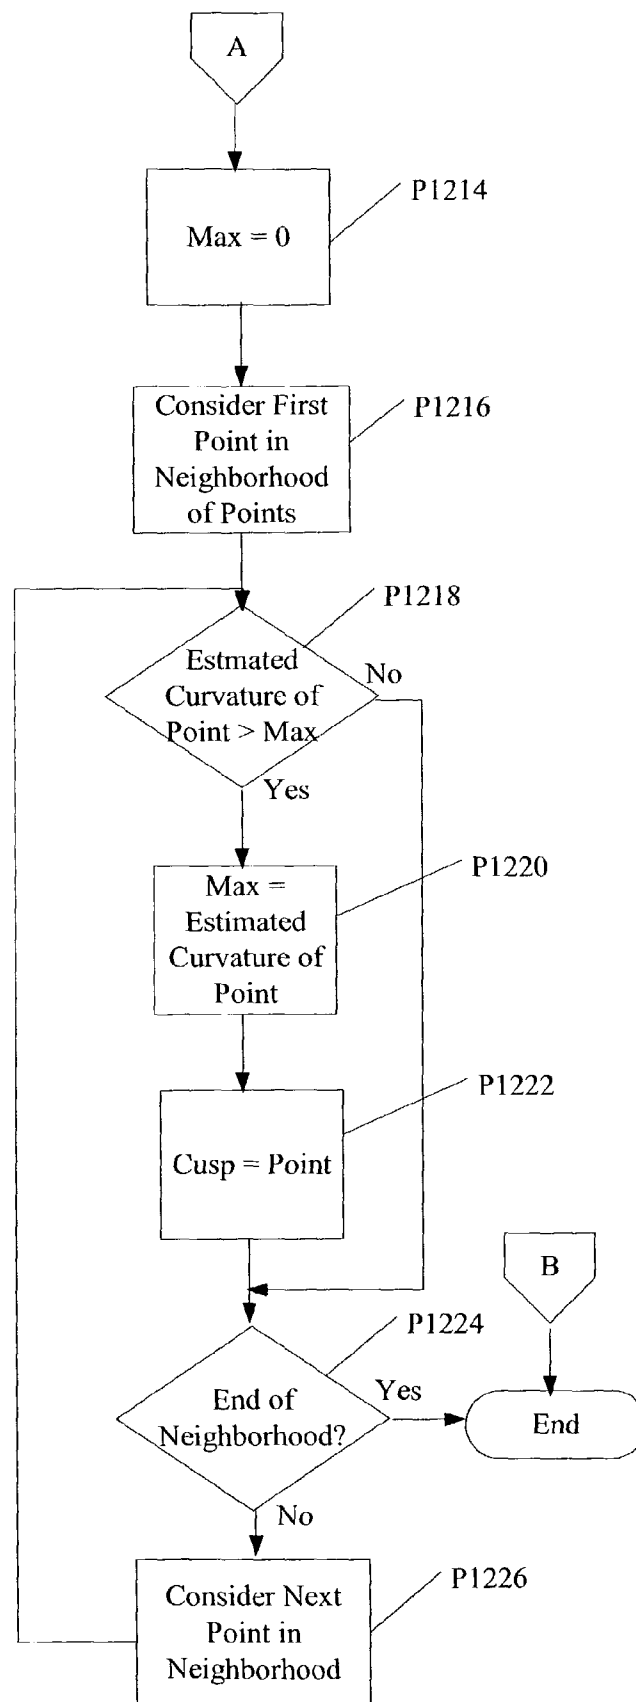 A
P1214
Max = 0
Consider First
Point in
Neighborhood
of Points
P1216
P1218
Estmated
Curvature of
Point > Max
No
Yes
P1220
Max =
Estimated
Curvature of
Point
P1222
Cusp = Point
B
P1224
End of
Neighborhood?
Yes
End
No
P1226
Consider Next
Point in
Neighborhood